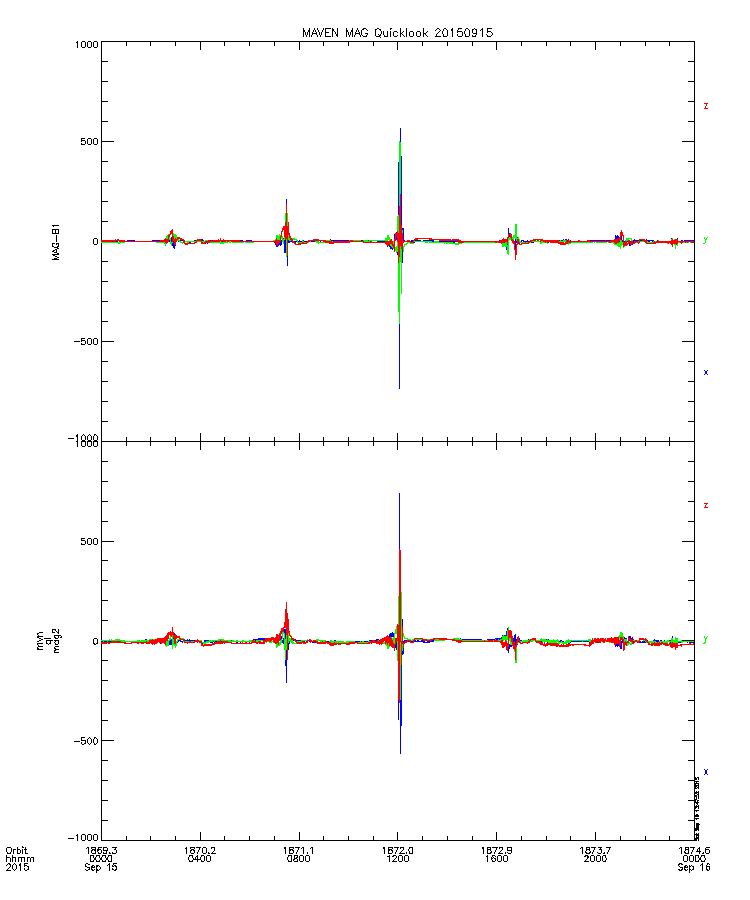 MAVEN MAG Quicklook 20150915
1000
500
0
-500
-1000
MAG-B1
z
y
x
1000
500
0
-500
-1000
mvn
ql
mag2
z
y
x
Orbit 1869.3 1870.2 1871.1 1872.0 1872.9 1873.7 1874.6
hhmm 0000 0400 0800 1200 1600 2000 0000
2015 Sep 15 Sep 16